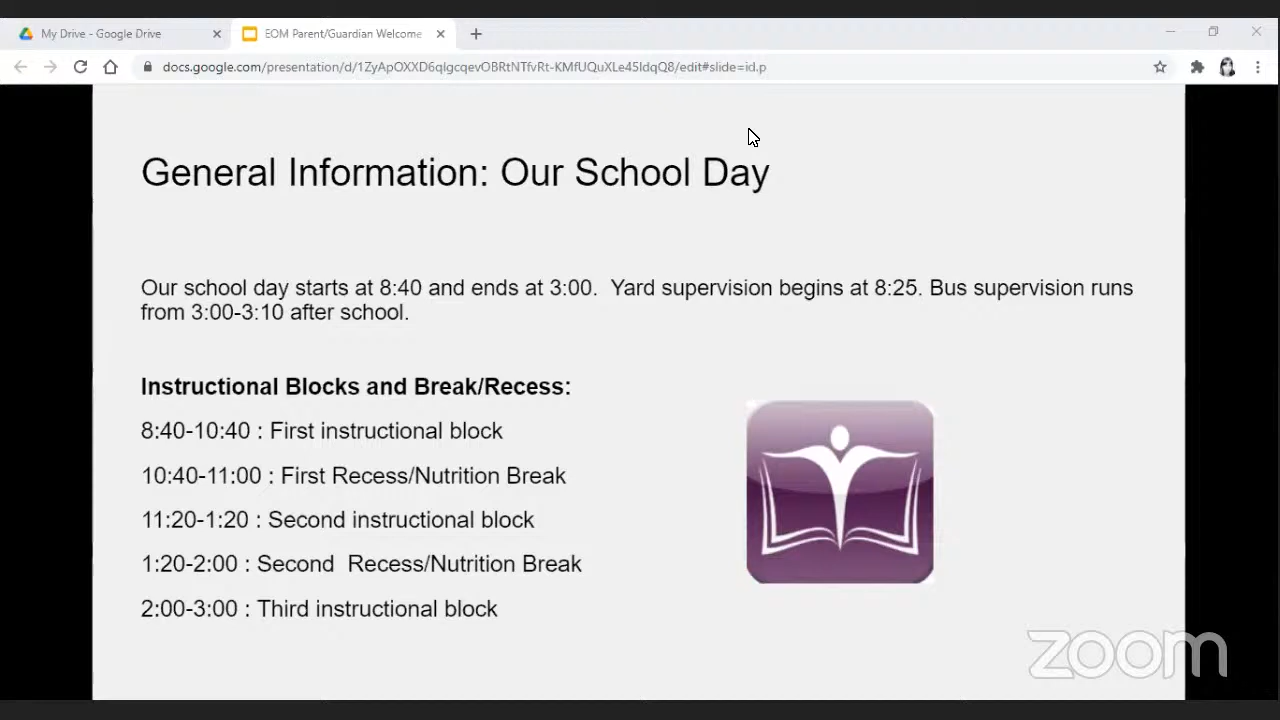 My Drive - Google Drive
EOM Parent/Guardian Welcome
docs.google.com/presentation/d/1ZyApOXXD6qIgcqevOBRtNTfvRt-KMfUQuXLe45IdqQ8/edit#slide=id.p
General Information: Our School Day
Our school day starts at 8:40 and ends at 3:00.  Yard supervision begins at 8:25. Bus supervision runs
from 3:00-3:10 after school.
Instructional Blocks and Break/Recess:
8:40-10:40 : First instructional block
10:40-11:00 : First Recess/Nutrition Break
11:20-1:20 : Second instructional block
1:20-2:00 : Second  Recess/Nutrition Break
2:00-3:00 : Third instructional block
zoom